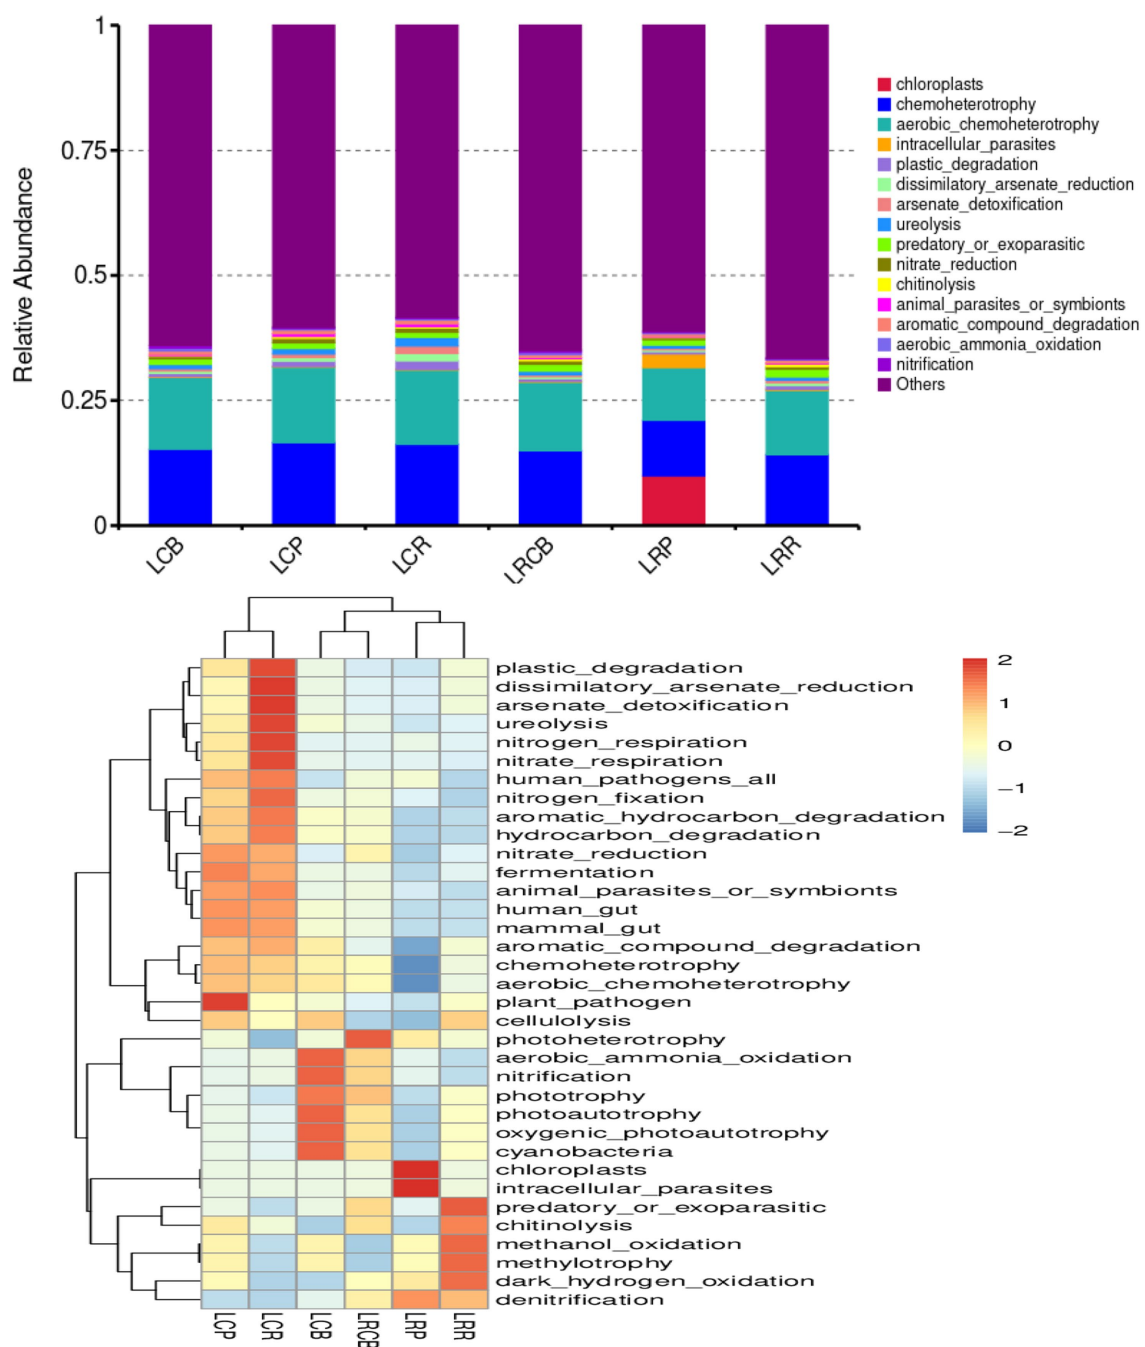 1
0.75
0.5
0.25
0
Relative Abundance
LCB
LCP
LCR
LRCB
LRP
LRR
chloroplasts
chemoheterotrophy
aerobic_chemoheterotrophy
intracellular_parasites
plastic_degradation
dissimilatory_arsenate_reduction
arsenate_detoxification
ureolysis
predatory_or_exoparasitic
nitrate_reduction
chitinolysis
animal_parasites_or_symbionts
aromatic_compound_degradation
aerobic_ammonia_oxidation
nitrification
Others
plastic_degradation
dissimilatory_arsenate_reduction
arsenate_detoxification
ureolysis
nitrogen_respiration
nitrate_respiration
human_pathogens_all
nitrogen_fixation
aromatic_hydrocarbon_degradation
hydrocarbon_degradation
nitrate_reduction
fermentation
animal_parasites_or_symbionts
human_gut
mammal_gut
aromatic_compound_degradation
chemoheterotrophy
aerobic_chemoheterotrophy
plant_pathogen
cellulolysis
photoheterotrophy
aerobic_ammonia_oxidation
nitrification
phototrophy
photoautotrophy
oxygenic_photoautotrophy
cyanobacteria
chloroplasts
intracellular_parasites
predatory_or_exoparasitic
chitinolysis
methanol_oxidation
methylotrophy
dark_hydrogen_oxidation
denitrification
LCP
LCR
LCB
LRCB
LRP
LRR
2
1
0
−1
−2